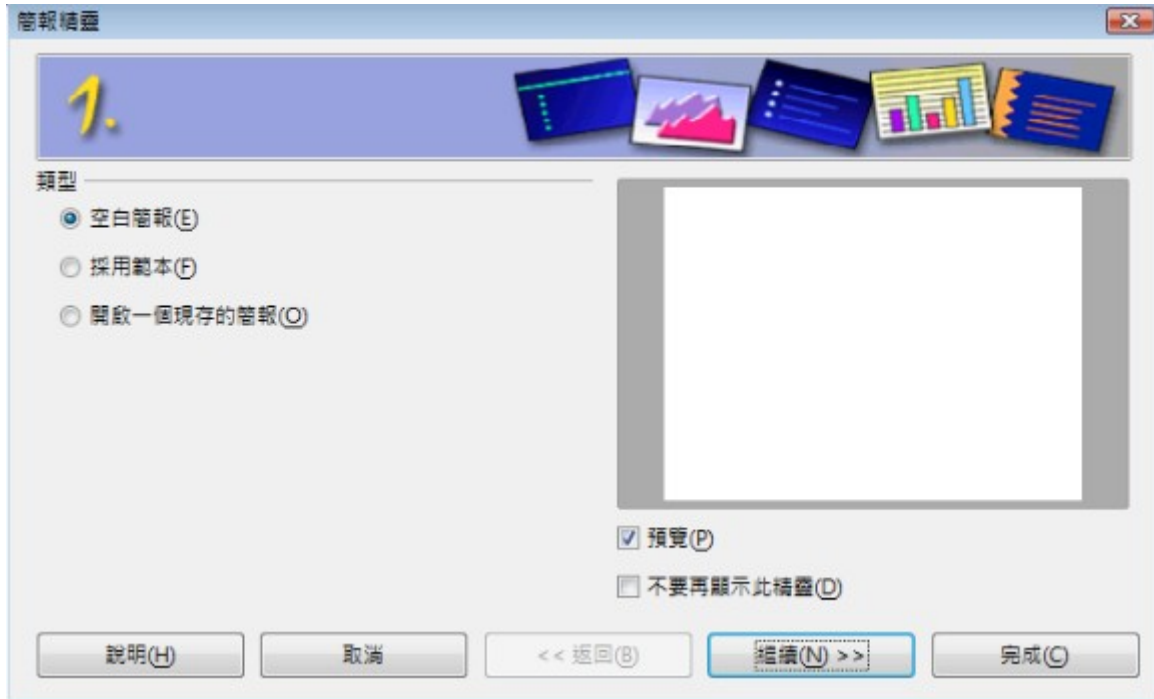 簡報精靈
1.
類型
空白簡報(E)
採用範本(F)
開啟一個現存的簡報(O)
預覽(P)
不要再顯示此精靈(D)
說明(H)
取消
<< 返回(B)
繼續(N) >>
完成(C)